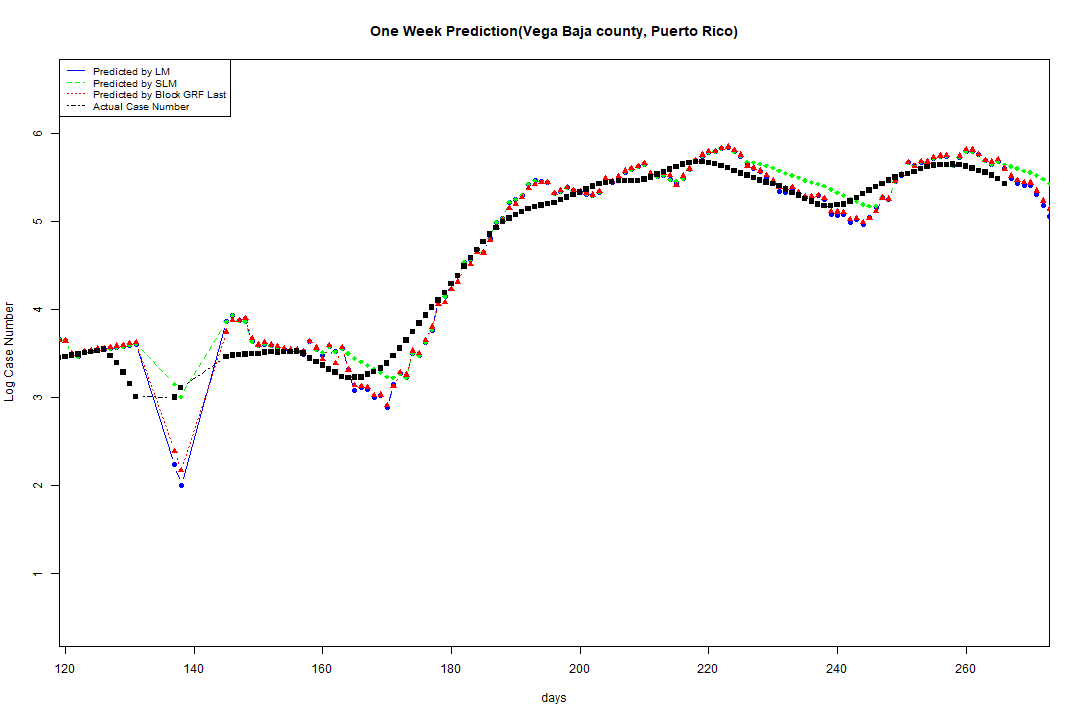 One Week Prediction(Vega Baja county, Puerto Rico)
Predicted by LM
Predicted by SLM
Predicted by Block GRF Last
Actual Case Number
Log Case Number
6
5
4
3
2
1
120 140 160 180 200 220 240 260
days